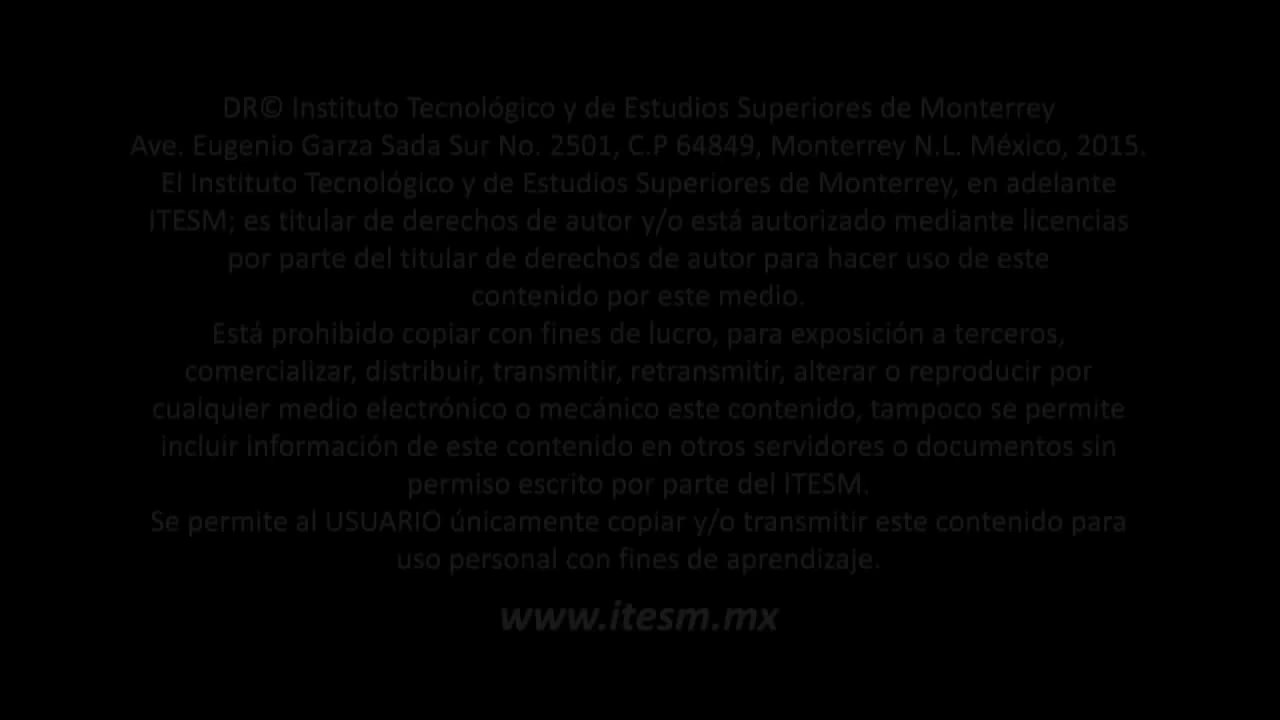 DR© Instituto Tecnológico y de Estudios Superiores de Monterrey
Ave. Eugenio Garza Sada Sur No. 2501, C.P 64849, Monterrey N.L. México, 2015.
El Instituto Tecnológico y de Estudios Superiores de Monterrey, en adelante
ITESM; es titular de derechos de autor y/o está autorizado mediante licencias
por parte del titular de derechos de autor para hacer uso de este
contenido por este medio.
Está prohibido copiar con fines de lucro, para exposición a terceros,
comercializar, distribuir, transmitir, retransmitir, alterar o reproducir por
cualquier medio electrónico o mecánico este contenido, tampoco se permite
incluir información de este contenido en otros servidores o documentos sin
permiso escrito por parte del ITESM.
Se permite al USUARIO únicamente copiar y/o transmitir este contenido para
uso personal con fines de aprendizaje.
www.itesm.mx